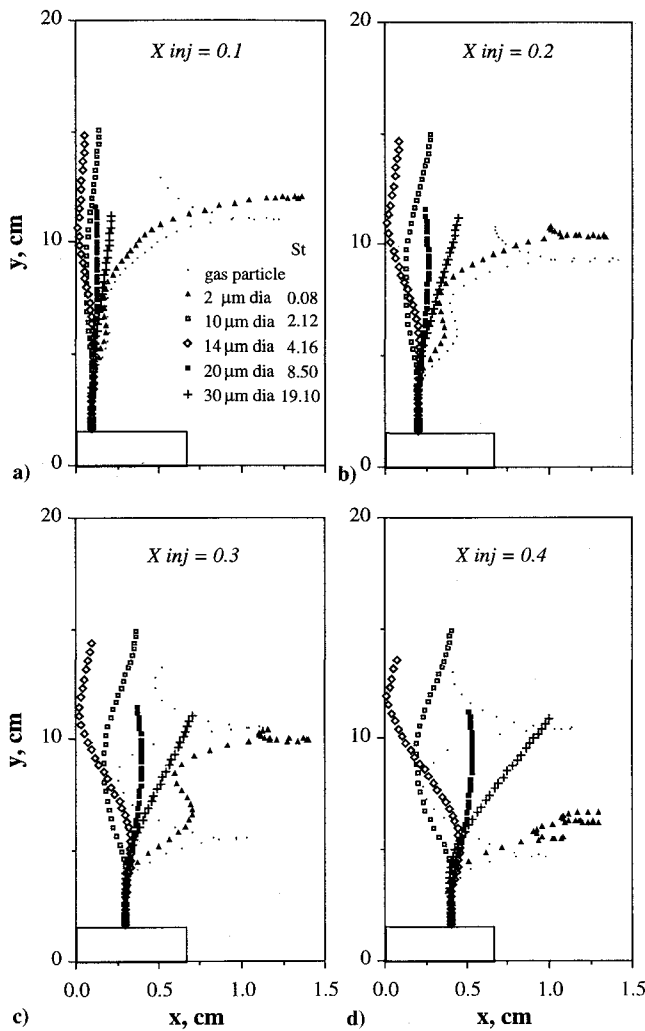 20
X inj = 0.1
y, cm
10
St
gas particle
2 µm dia 0.08
10 µm dia 2.12
14 µm dia 4.16
20 µm dia 8.50
30 µm dia 19.10
0
a)
20
X inj = 0.2
10
0
b)
20
X inj = 0.3
y, cm
10
0
c)
0.0 0.5 1.0 1.5
x, cm
20
X inj = 0.4
10
0
d)
0.0 0.5 1.0 1.5
x, cm